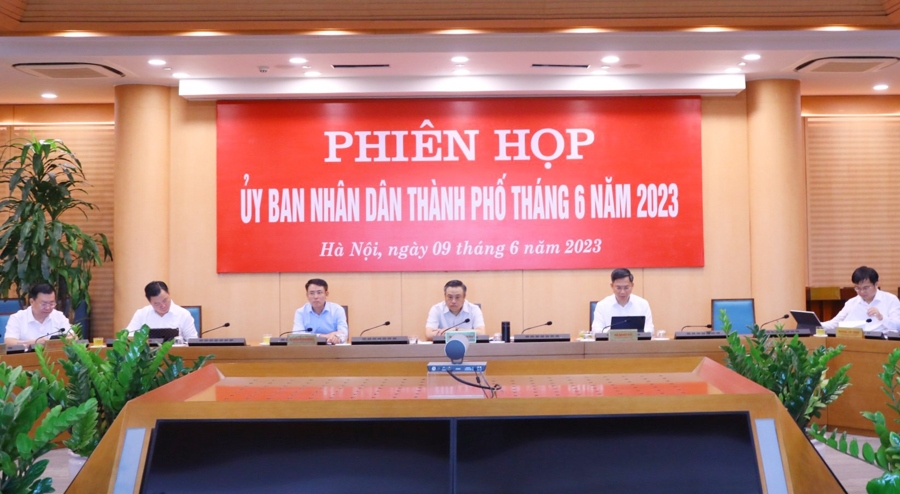 PHIÊN HỌP
ỦY BAN NHÂN DÂN THÀNH PHỐ THÁNG 6 NĂM 2023
Hà Nội, ngày 09 tháng 6 năm 2023